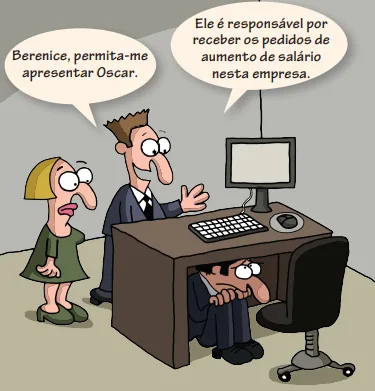 Berenice, permita-me
apresentar Oscar.
Ele é responsável por
receber os pedidos de
aumento de salário
nesta empresa.